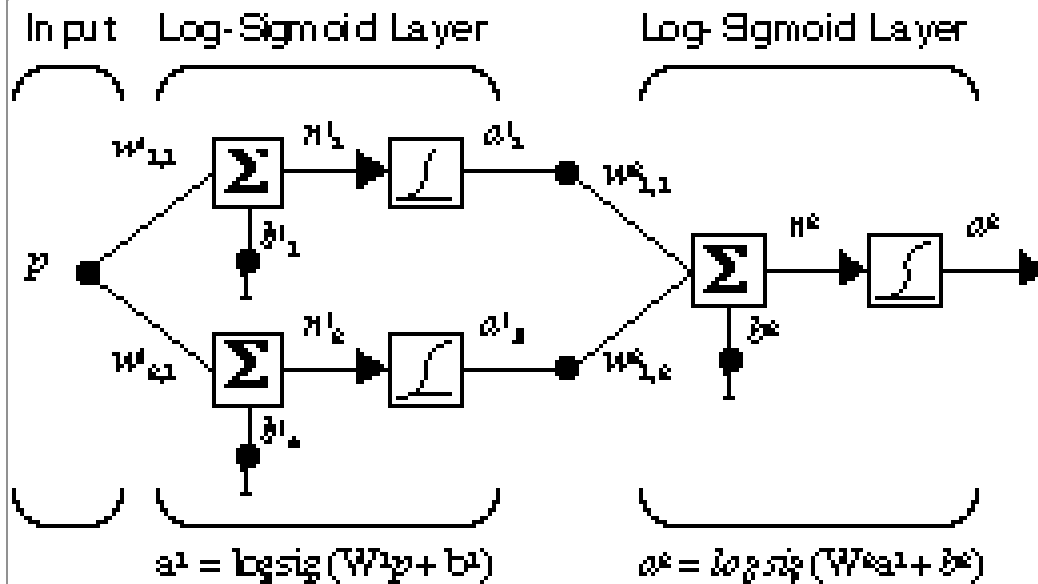 Input
Log-Sigmoid Layer
Log-Sigmoid Layer
w¹1,1
Σ
n¹1
a¹1
w²1,1
b¹1
p
Σ
n²
a²
w¹2,1
Σ
n¹2
a¹2
w²1,2
b²
b¹2
a¹ = logsig(W¹p + b¹)
a² = logsig(W²a¹ + b²)